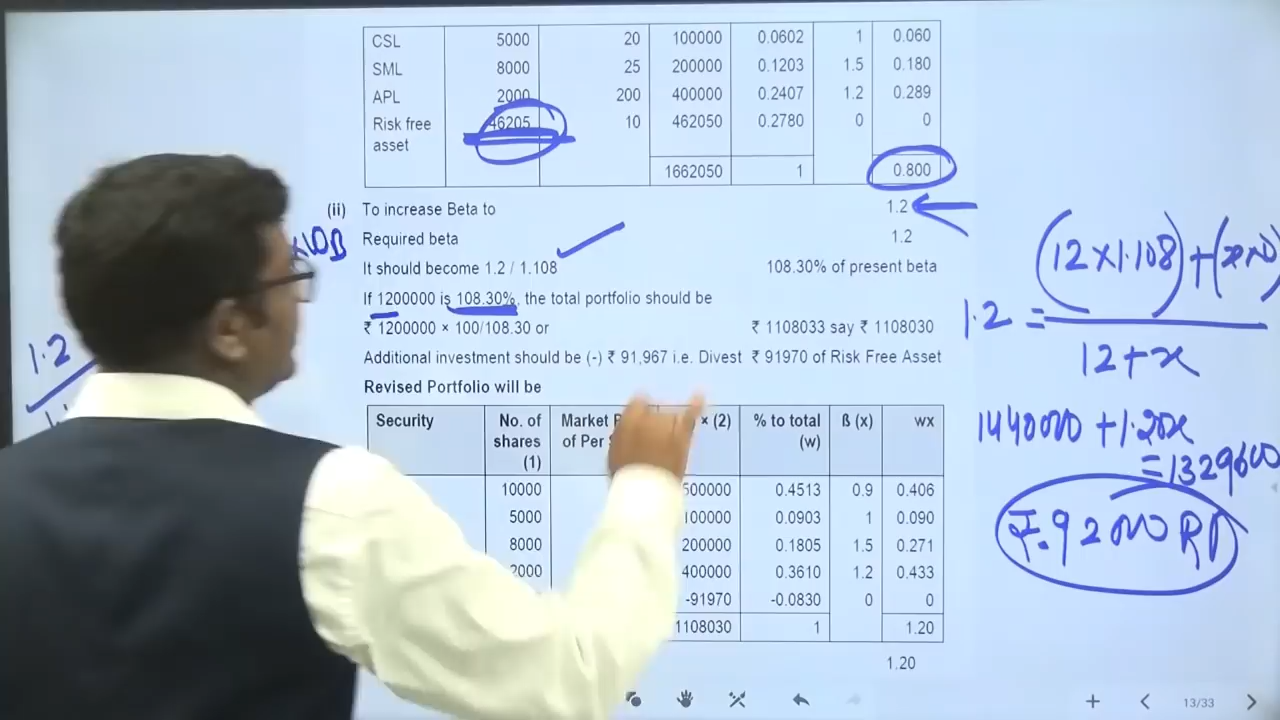 CSL 5000 20 100000 0.0602 1 0.060
SML 8000 25 200000 0.1203 1.5 0.180
APL 2000 200 400000 0.2407 1.2 0.289
Risk free asset 46205 10 462050 0.2780 0 0
1662050 1 0.800
(ii) To increase Beta to 1.2
Required beta 1.2
It should become 1.2 / 1.108 108.30% of present beta
If 1200000 is 108.30%, the total portfolio should be
₹ 1200000 × 100/108.30 or ₹ 1108033 say ₹ 1108030
Additional investment should be (-) ₹ 91,967 i.e. Divest ₹ 91970 of Risk Free Asset
Revised Portfolio will be
Security No. of shares (1) Market of Per × (2) % to total (w) ß (x) wx
10000 500000 0.4513 0.9 0.406
5000 100000 0.0903 1 0.090
8000 200000 0.1805 1.5 0.271
2000 400000 0.3610 1.2 0.433
-91970 -0.0830 0 0
1108030 1 1.20
1.20
1.2
1.2 = (12×1.108) + (x×0)
12 + x
1440000 + 1.20x
= 1329600
₹. 92000
13/33